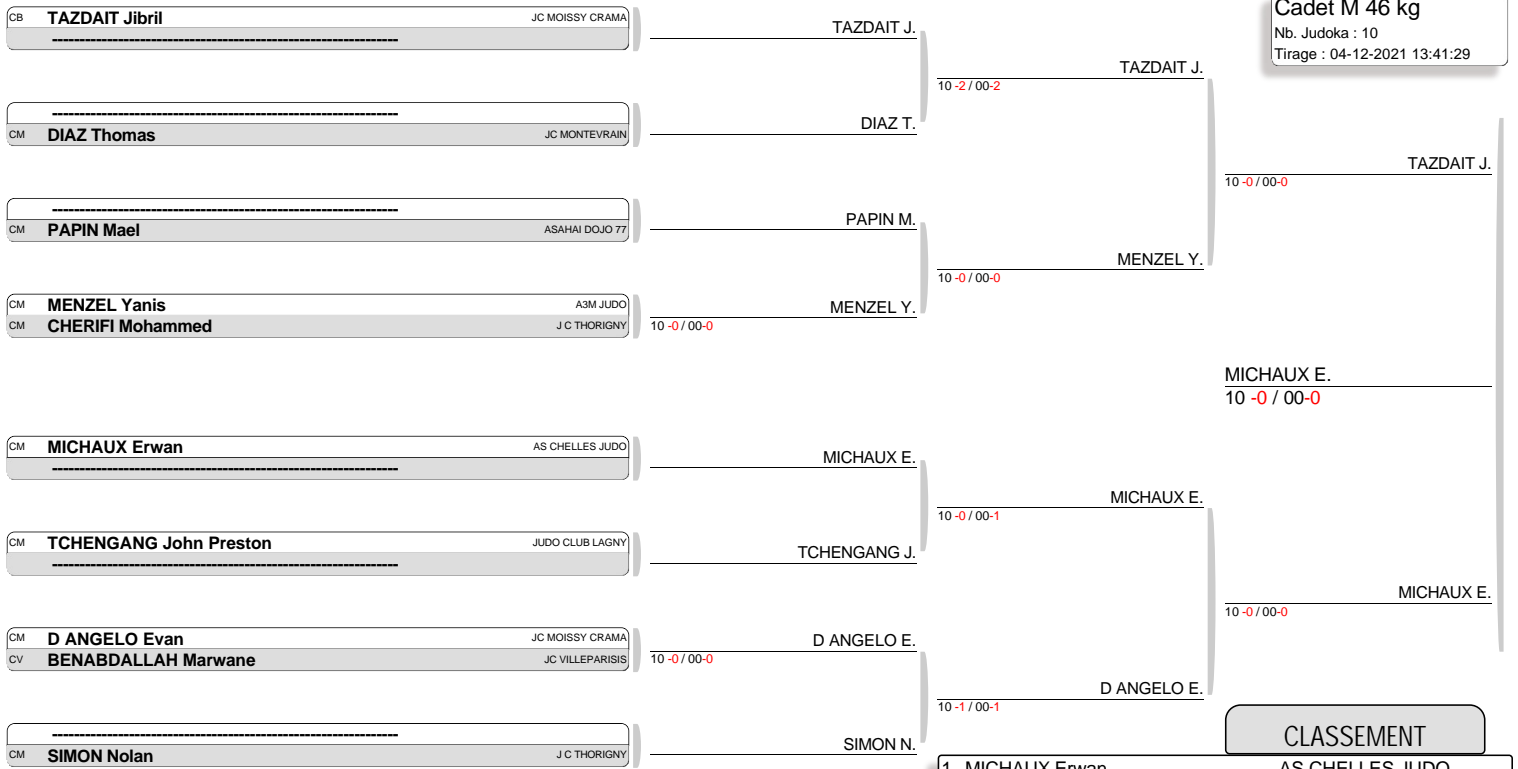 Cadet M 46 kg
Nb. Judoka : 10
Tirage : 04-12-2021 13:41:29
CB TAZDAIT Jibril JC MOISSY CRAMA
----------------------------------------------------------------
----------------------------------------------------------------
CM DIAZ Thomas JC MONTEVRAIN
----------------------------------------------------------------
CM PAPIN Mael ASAHAI DOJO 77
CM MENZEL Yanis A3M JUDO
CM CHERIFI Mohammed J C THORIGNY
CM MICHAUX Erwan AS CHELLES JUDO
----------------------------------------------------------------
CM TCHENGANG John Preston JUDO CLUB LAGNY
----------------------------------------------------------------
CM D ANGELO Evan JC MOISSY CRAMA
CV BENABDALLAH Marwane JC VILLEPARISIS
----------------------------------------------------------------
CM SIMON Nolan J C THORIGNY
TAZDAIT J.
DIAZ T.
PAPIN M.
MENZEL Y.
10 -0 / 00-0
MICHAUX E.
TCHENGANG J.
D ANGELO E.
10 -0 / 00-0
SIMON N.
TAZDAIT J.
10 -2 / 00-2
MENZEL Y.
10 -0 / 00-0
MICHAUX E.
10 -0 / 00-1
D ANGELO E.
10 -1 / 00-1
TAZDAIT J.
10 -0 / 00-0
MICHAUX E.
10 -0 / 00-0
MICHAUX E.
10 -0 / 00-0
CLASSEMENT
1 MICHAUX Erwan AS CHELLES JUDO